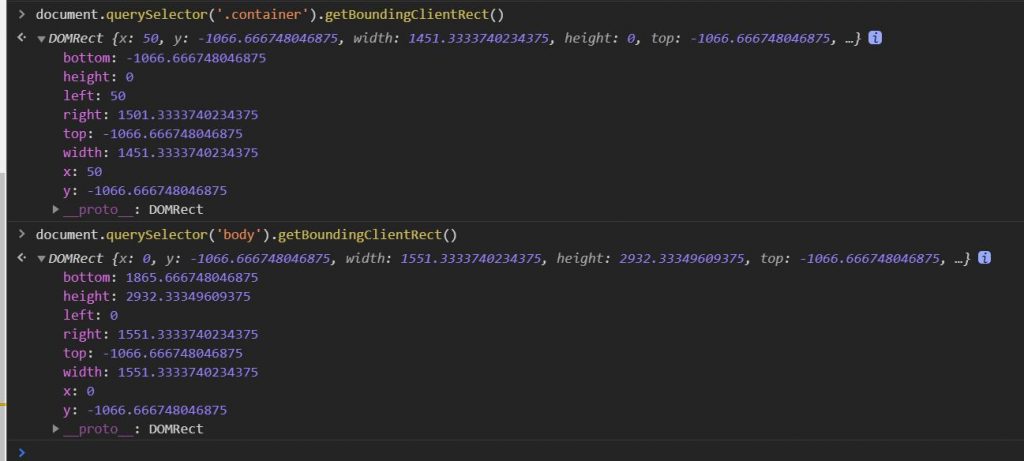 > document.querySelector('.container').getBoundingClientRect()
<· ▼DOMRect {x: 50, y: -1066.666748046875, width: 1451.3333740234375, height: 0, top: -1066.666748046875, …} i
bottom: -1066.666748046875
height: 0
left: 50
right: 1501.3333740234375
top: -1066.666748046875
width: 1451.3333740234375
x: 50
y: -1066.666748046875
▶__proto__: DOMRect
> document.querySelector('body').getBoundingClientRect()
<· ▼DOMRect {x: 0, y: -1066.666748046875, width: 1551.3333740234375, height: 2932.33349609375, top: -1066.666748046875, …} i
bottom: 1865.666748046875
height: 2932.33349609375
left: 0
right: 1551.3333740234375
top: -1066.666748046875
width: 1551.3333740234375
x: 0
y: -1066.666748046875
▶__proto__: DOMRect
>